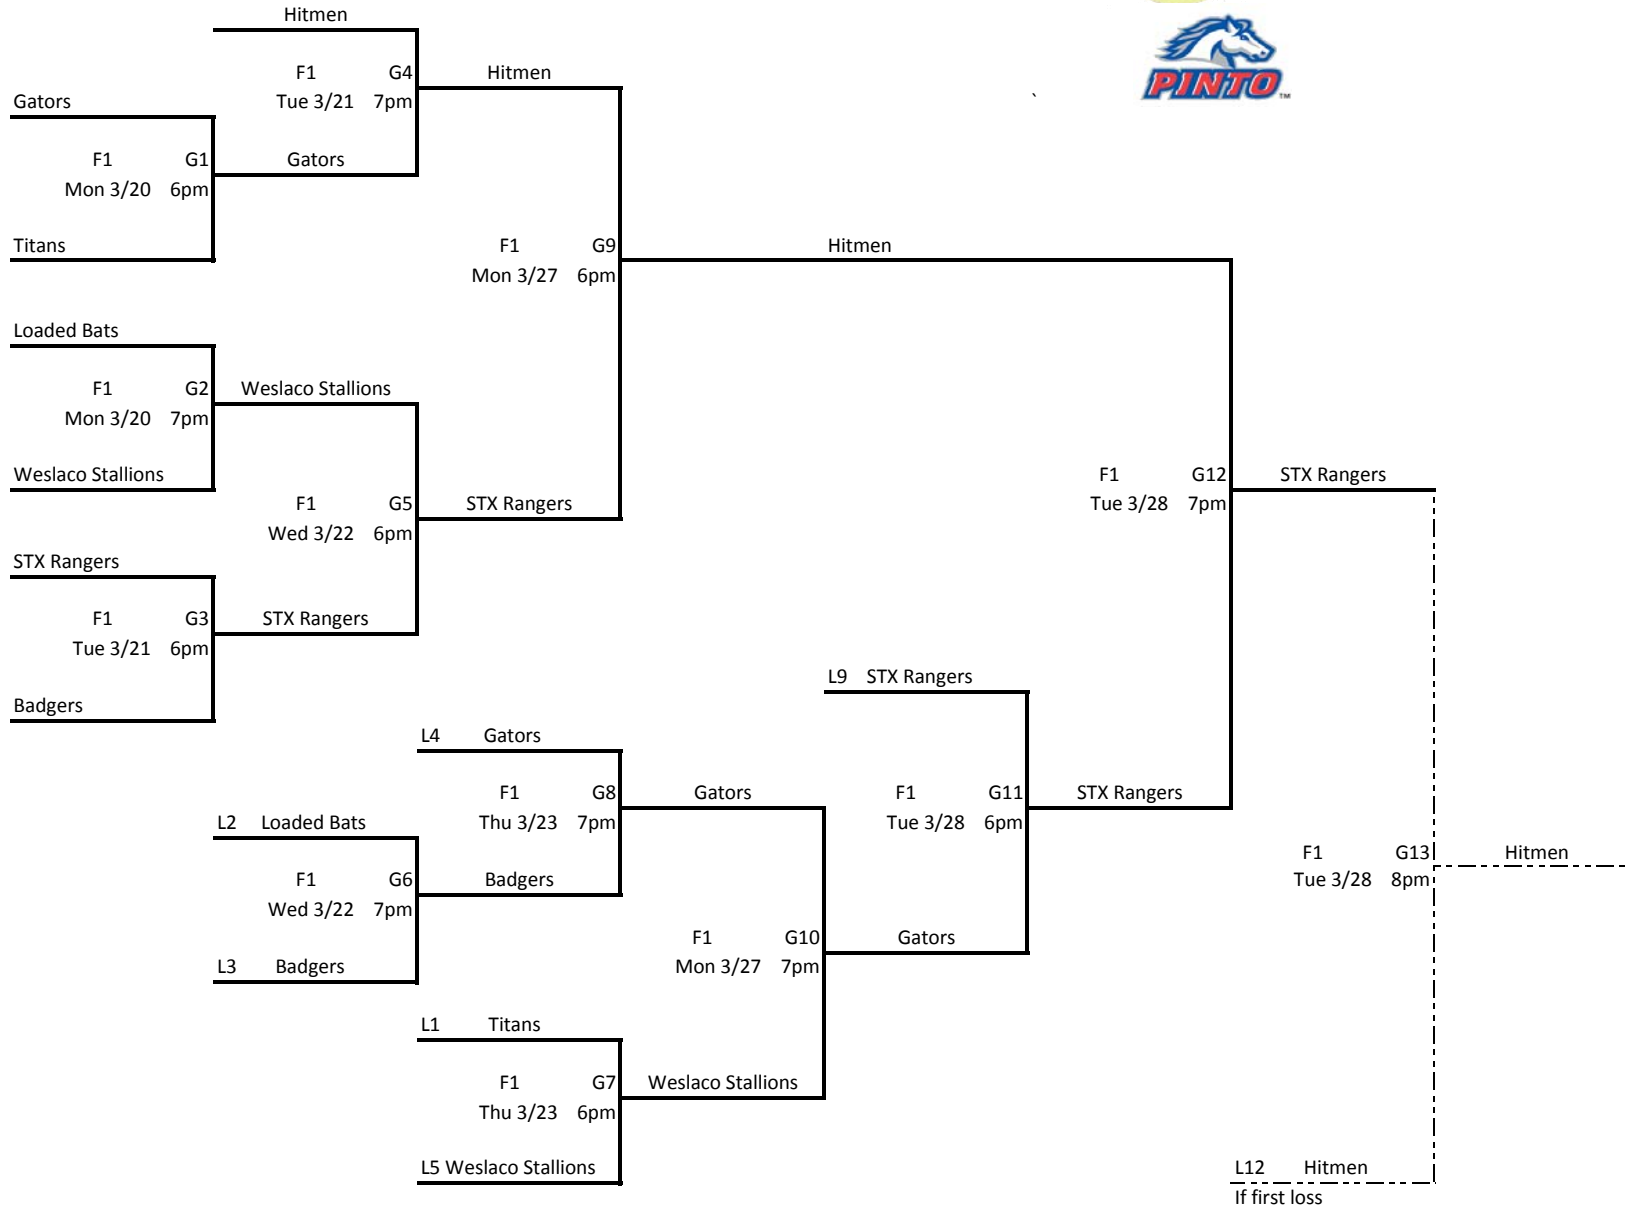 Hitmen
PINTO™
F1 G4 Hitmen
Gators Tue 3/21 7pm `
F1 G1 Gators
Mon 3/20 6pm
Titans F1 G9 Hitmen
Mon 3/27 6pm
Loaded Bats
F1 G2 Weslaco Stallions
Mon 3/20 7pm
Weslaco Stallions F1 G12 STX Rangers
F1 G5 STX Rangers Tue 3/28 7pm
Wed 3/22 6pm
STX Rangers
F1 G3 STX Rangers
Tue 3/21 6pm
L9 STX Rangers
Badgers
L4 Gators
F1 G8 Gators F1 G11 STX Rangers
L2 Loaded Bats Thu 3/23 7pm Tue 3/28 6pm
F1 G13 Hitmen
F1 G6 Badgers Tue 3/28 8pm
Wed 3/22 7pm
F1 G10 Gators
L3 Badgers Mon 3/27 7pm
L1 Titans
F1 G7 Weslaco Stallions
Thu 3/23 6pm
L5 Weslaco Stallions L12 Hitmen
If first loss